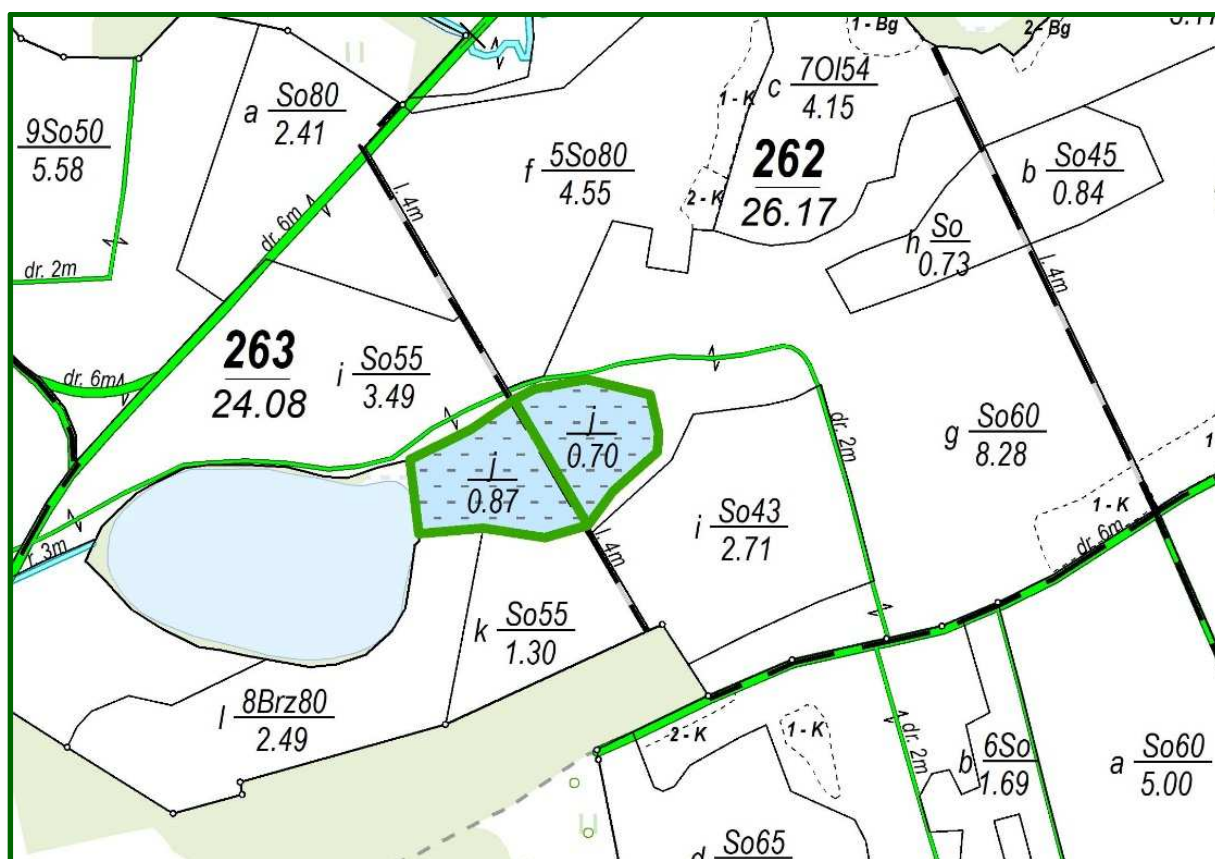 1 - Bg
2 - Bg
a So80
2.41
9So50
5.58
1 - K
c 7Ol54
4.15
f 5So80
4.55
262
26.17
b So45
0.84
2 - K
l. 4m
dr. 6m
dr. 2m
h So
0.73
l. 4m
263
24.08
dr. 6m
i So55
3.49
j
0.70
j
0.87
dr. 2m
g So60
8.28
1
1 - K
i So43
2.71
dr. 6m
r. 3m
l. 4m
k So55
1.30
l 8Brz80
2.49
2 - K
1 - K
dr. 2m
b 6So
1.69
a So60
5.00
d So65